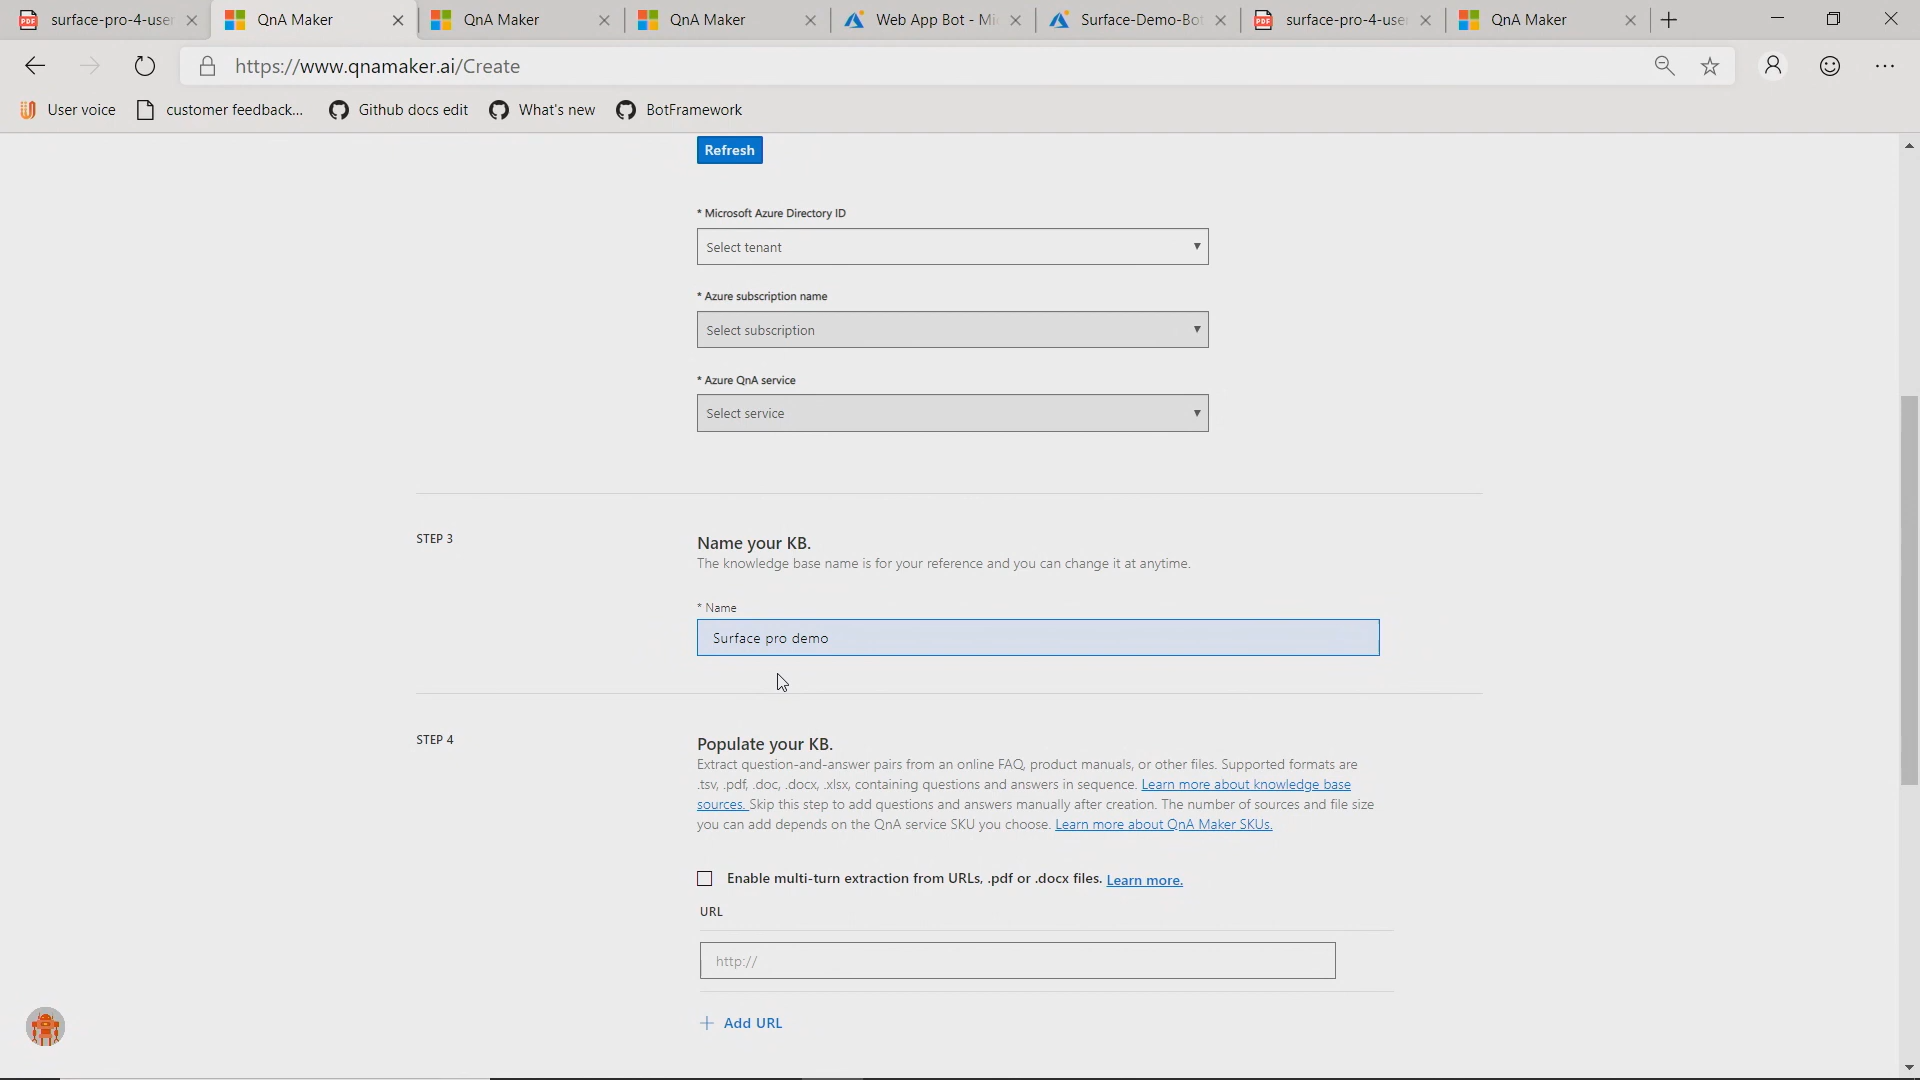 surface-pro-4-user
QnA Maker
QnA Maker
QnA Maker
Web App Bot - Mic
Surface-Demo-Bot
surface-pro-4-user
QnA Maker
https://www.qnamaker.ai/Create
User voice
customer feedback...
Github docs edit
What's new
BotFramework
Refresh
* Microsoft Azure Directory ID
Select tenant
* Azure subscription name
Select subscription
* Azure QnA service
Select service
STEP 3
Name your KB.
The knowledge base name is for your reference and you can change it at anytime.
* Name
Surface pro demo
STEP 4
Populate your KB.
Extract question-and-answer pairs from an online FAQ, product manuals, or other files. Supported formats are
.tsv, .pdf, .doc, .docx, .xlsx, containing questions and answers in sequence. Learn more about knowledge base
sources. Skip this step to add questions and answers manually after creation. The number of sources and file size
you can add depends on the QnA service SKU you choose. Learn more about QnA Maker SKUs.
Enable multi-turn extraction from URLs, .pdf or .docx files. Learn more.
URL
http://
+ Add URL